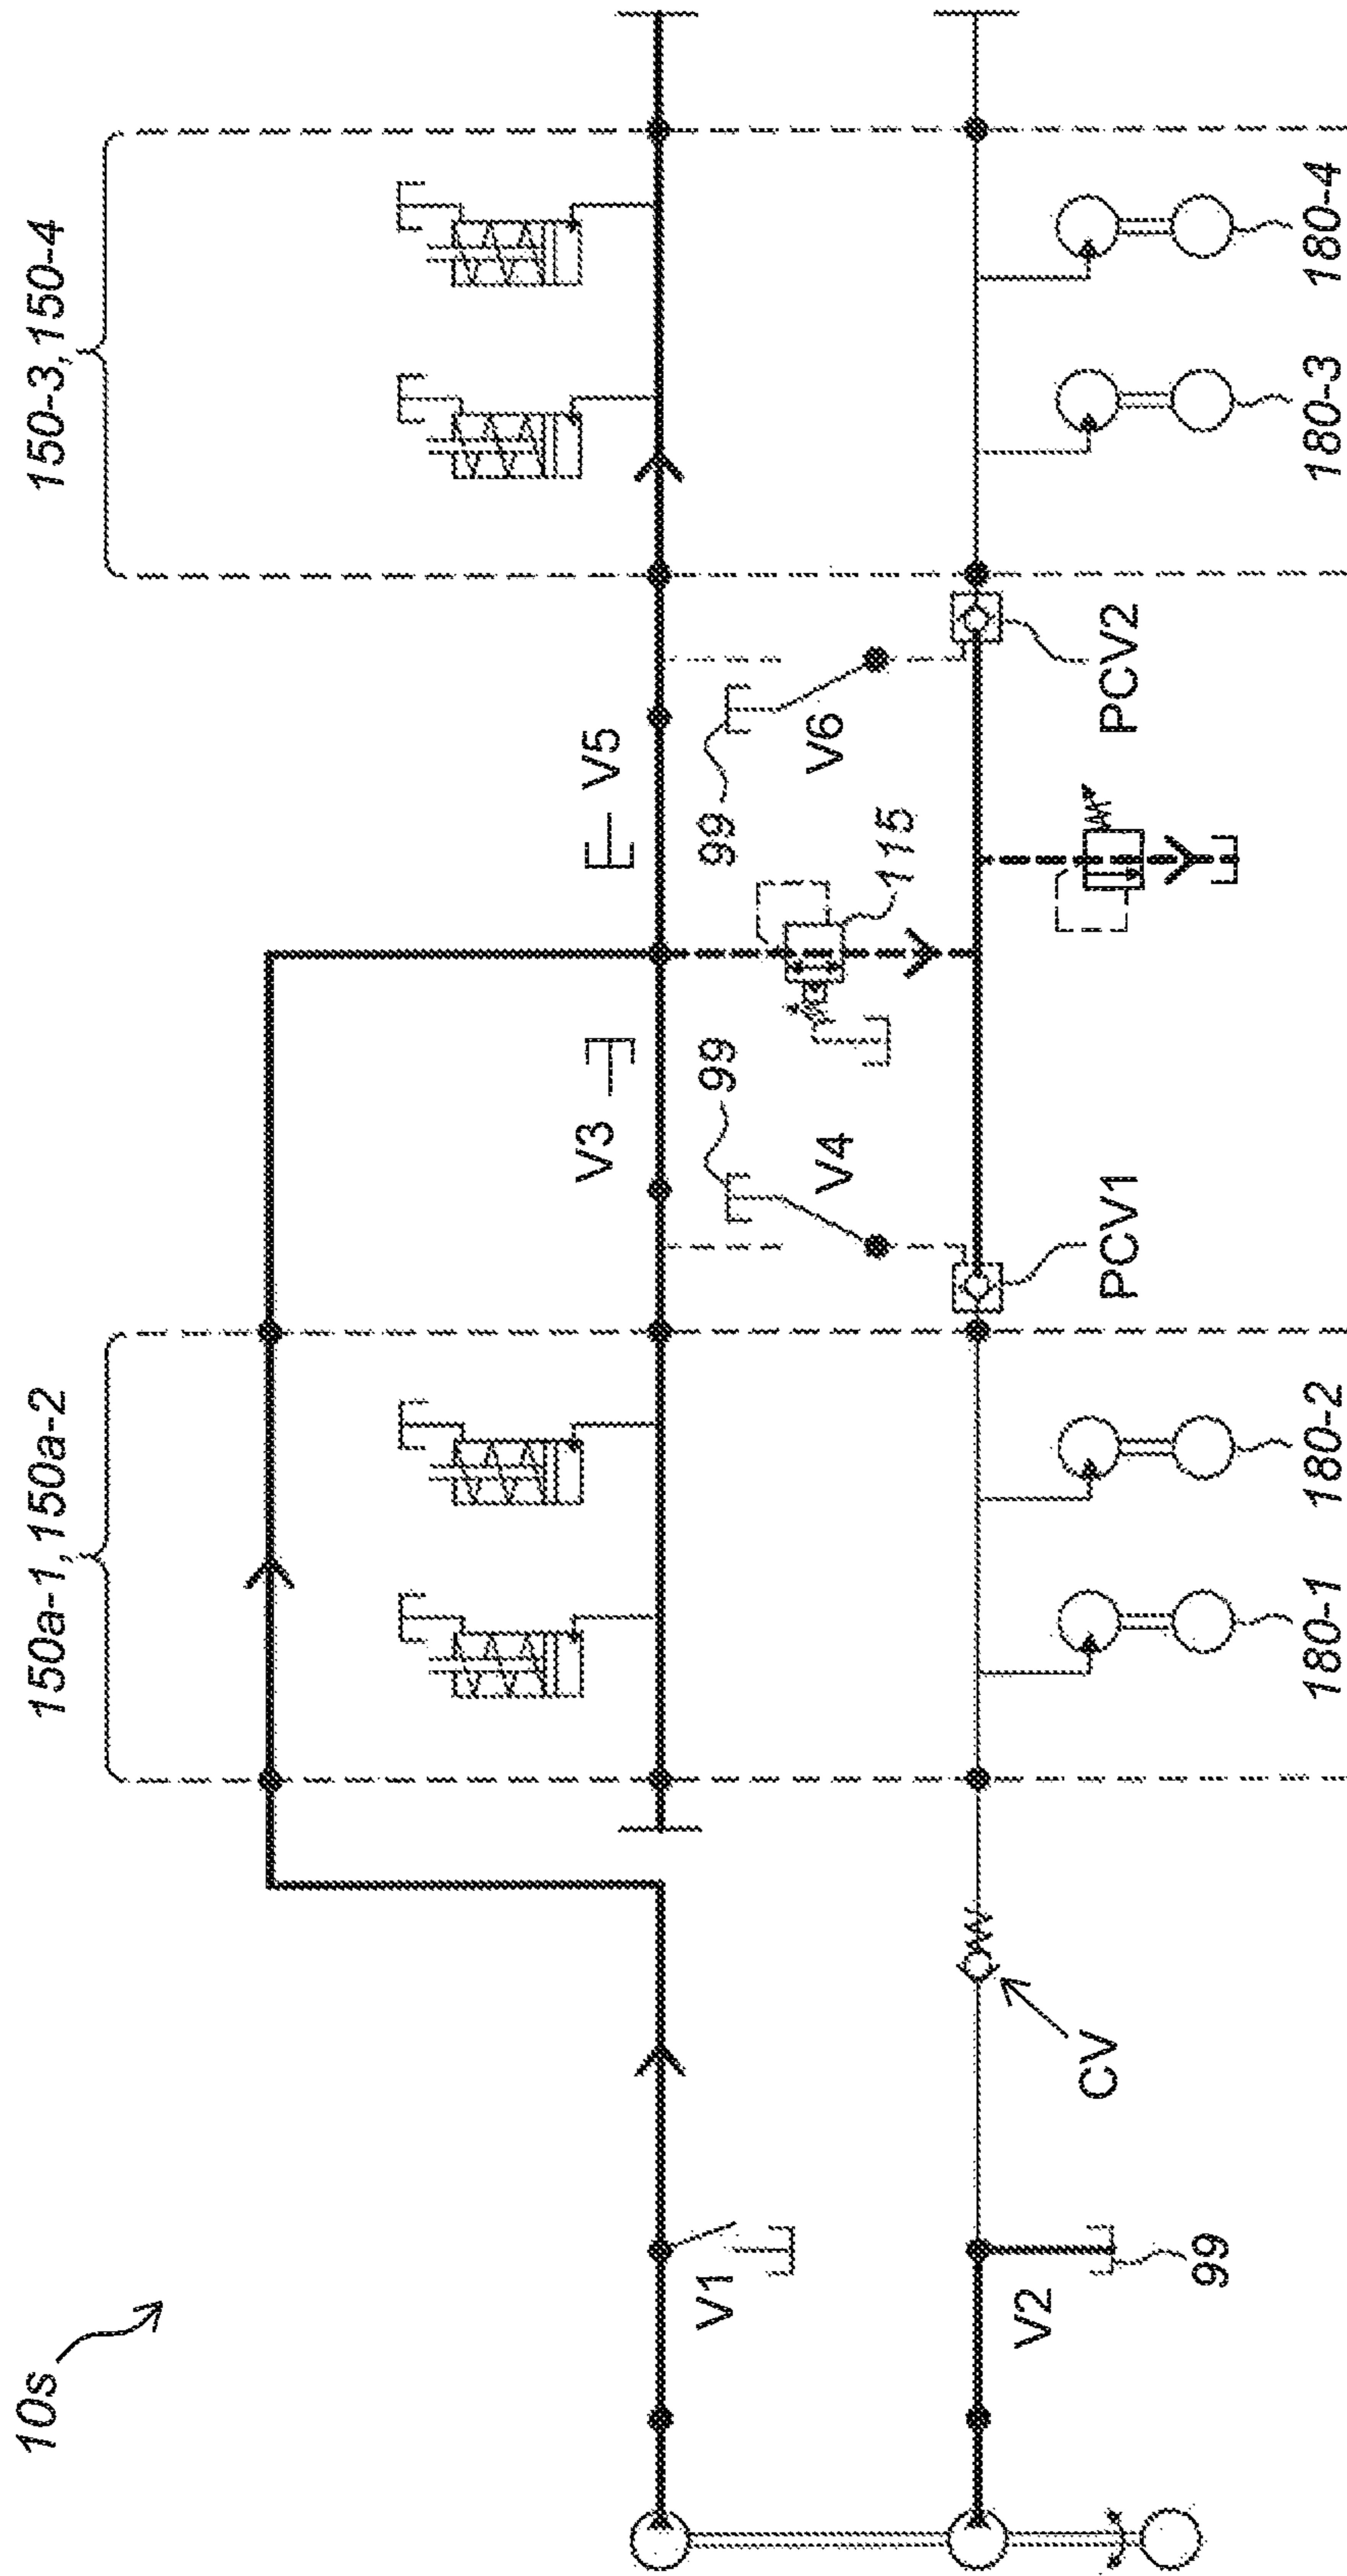 10s
150a-1,150a-2
150-3,150-4
V1
V3
V5
99
99
V4
115
V6
V2
99
CV
PCV1
PCV2
180-1
180-2
180-3
180-4